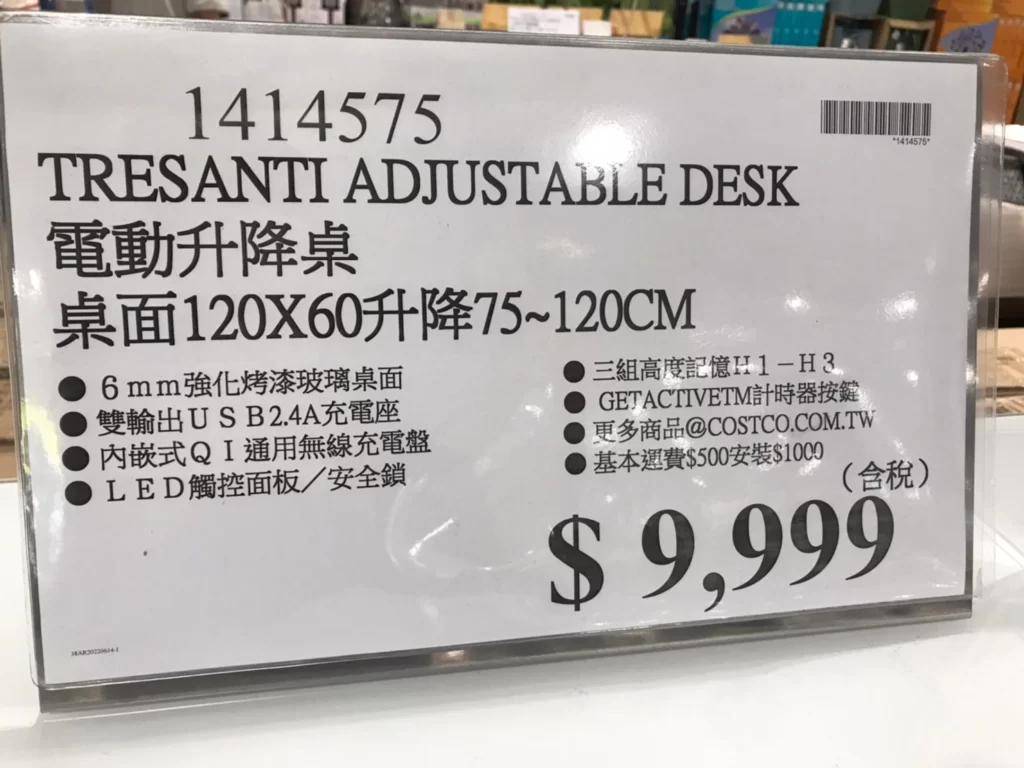 1414575
*1414575*
TRESANTI ADJUSTABLE DESK
電動升降桌
桌面120X60升降75~120CM
● 6mm強化烤漆玻璃桌面
● 雙輸出USB2.4A充電座
● 內嵌式QI通用無線充電盤
● LED觸控面板／安全鎖
● 三組高度記憶H1－H3
● GETACTIVETM計時器按鍵
● 更多商品@COSTCO.COM.TW
● 基本運費$500安裝$1000
（含稅）
$ 9,999